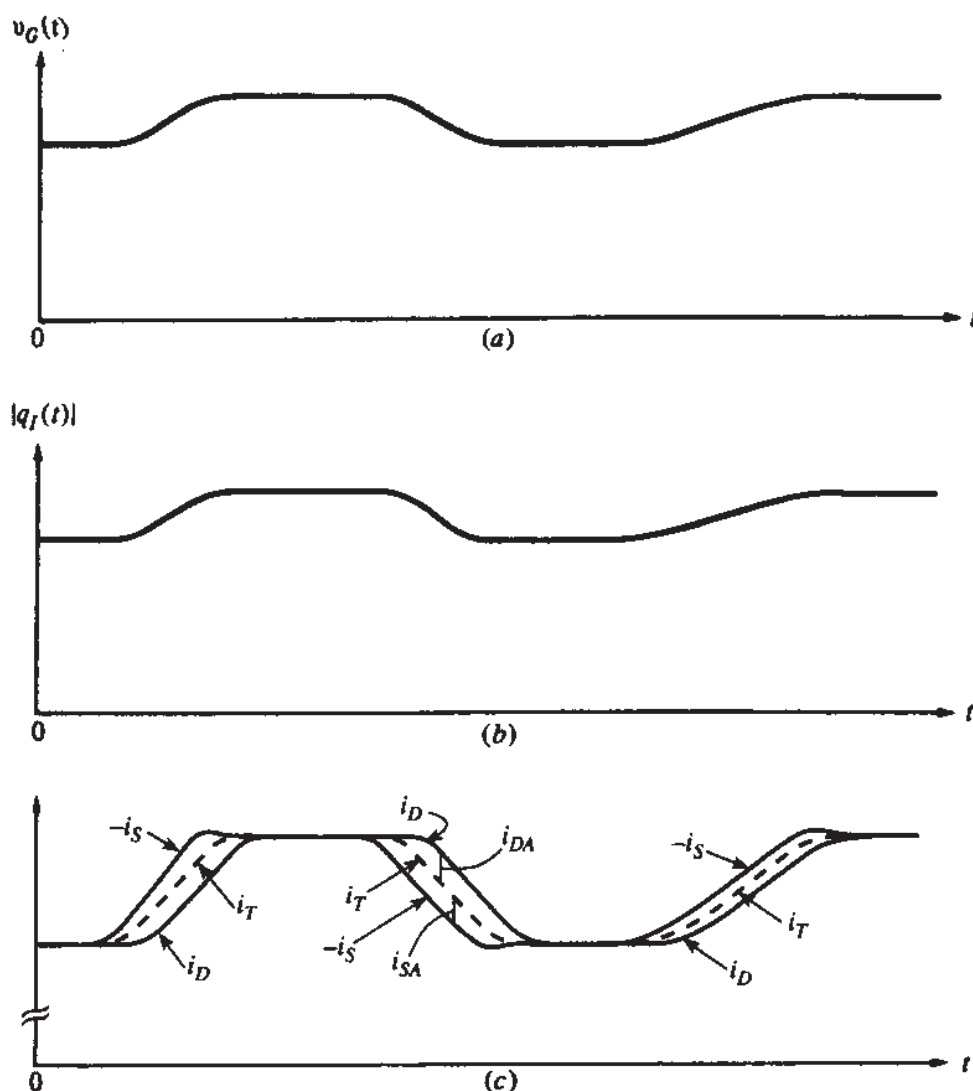 v_G(t)
0
t
(a)
|q_I(t)|
0
t
(b)
i_D
–i_S
i_DA
–i_S
i_T
i_T
i_T
–i_S
i_D
i_SA
i_D
0
t
(c)